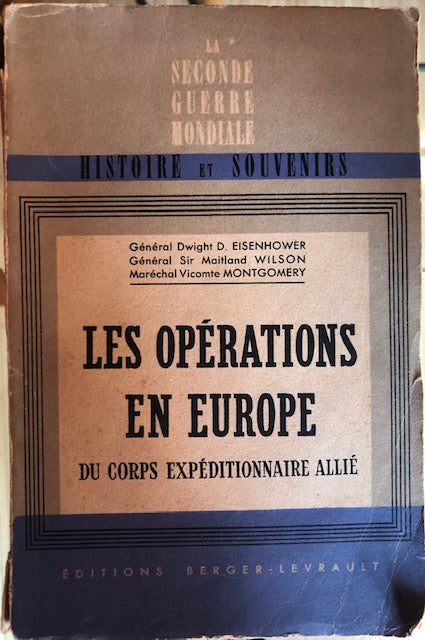 LA
SECONDE
GUERRE
MONDIALE
HISTOIRE ET SOUVENIRS
Général Dwight D. EISENHOWER
Général Sir Maitland WILSON
Maréchal Vicomte MONTGOMERY
LES OPÉRATIONS
EN EUROPE
DU CORPS EXPÉDITIONNAIRE ALLIÉ
ÉDITIONS BERGER-LEVRAULT